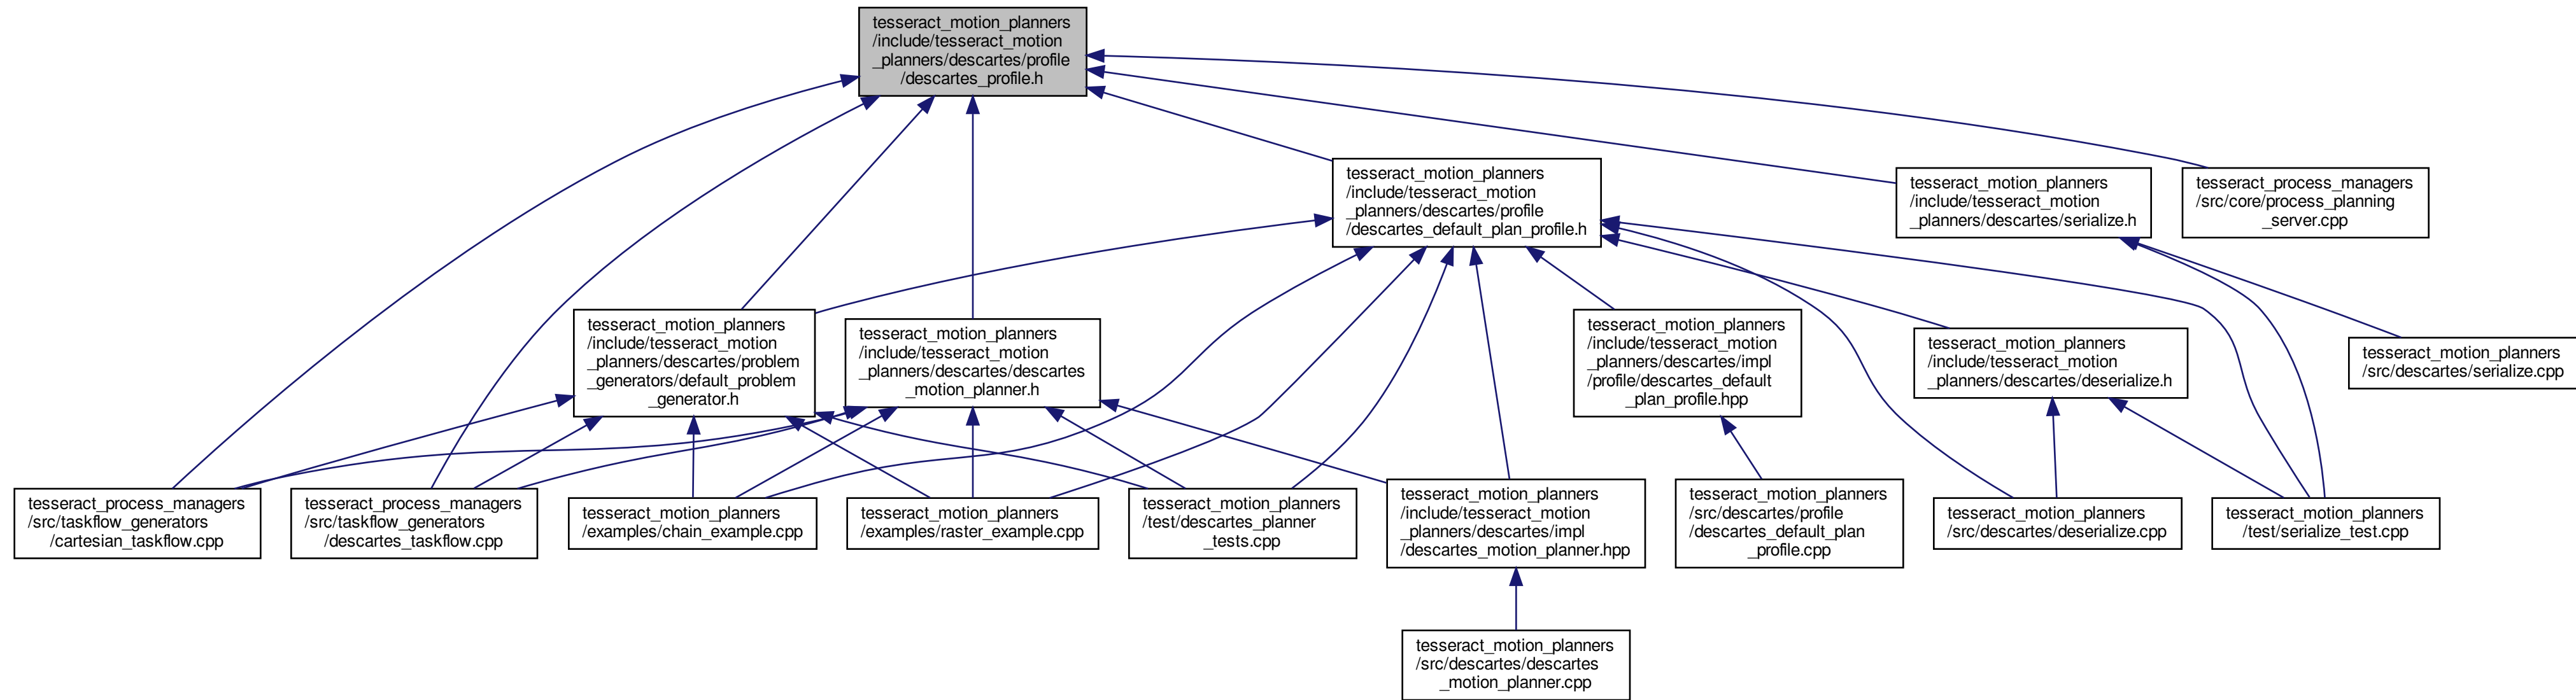 tesseract_motion_planners
/include/tesseract_motion
_planners/descartes/profile
/descartes_profile.h
tesseract_motion_planners
/include/tesseract_motion
_planners/descartes/profile
/descartes_default_plan_profile.h
tesseract_motion_planners
/include/tesseract_motion
_planners/descartes/serialize.h
tesseract_process_managers
/src/core/process_planning
_server.cpp
tesseract_motion_planners
/include/tesseract_motion
_planners/descartes/problem
_generators/default_problem
_generator.h
tesseract_motion_planners
/include/tesseract_motion
_planners/descartes/descartes
_motion_planner.h
tesseract_motion_planners
/include/tesseract_motion
_planners/descartes/impl
/profile/descartes_default
_plan_profile.hpp
tesseract_motion_planners
/include/tesseract_motion
_planners/descartes/deserialize.h
tesseract_motion_planners
/src/descartes/serialize.cpp
tesseract_process_managers
/src/taskflow_generators
/cartesian_taskflow.cpp
tesseract_process_managers
/src/taskflow_generators
/descartes_taskflow.cpp
tesseract_motion_planners
/examples/chain_example.cpp
tesseract_motion_planners
/examples/raster_example.cpp
tesseract_motion_planners
/test/descartes_planner
_tests.cpp
tesseract_motion_planners
/include/tesseract_motion
_planners/descartes/impl
/descartes_motion_planner.hpp
tesseract_motion_planners
/src/descartes/profile
/descartes_default_plan
_profile.cpp
tesseract_motion_planners
/src/descartes/deserialize.cpp
tesseract_motion_planners
/test/serialize_test.cpp
tesseract_motion_planners
/src/descartes/descartes
_motion_planner.cpp